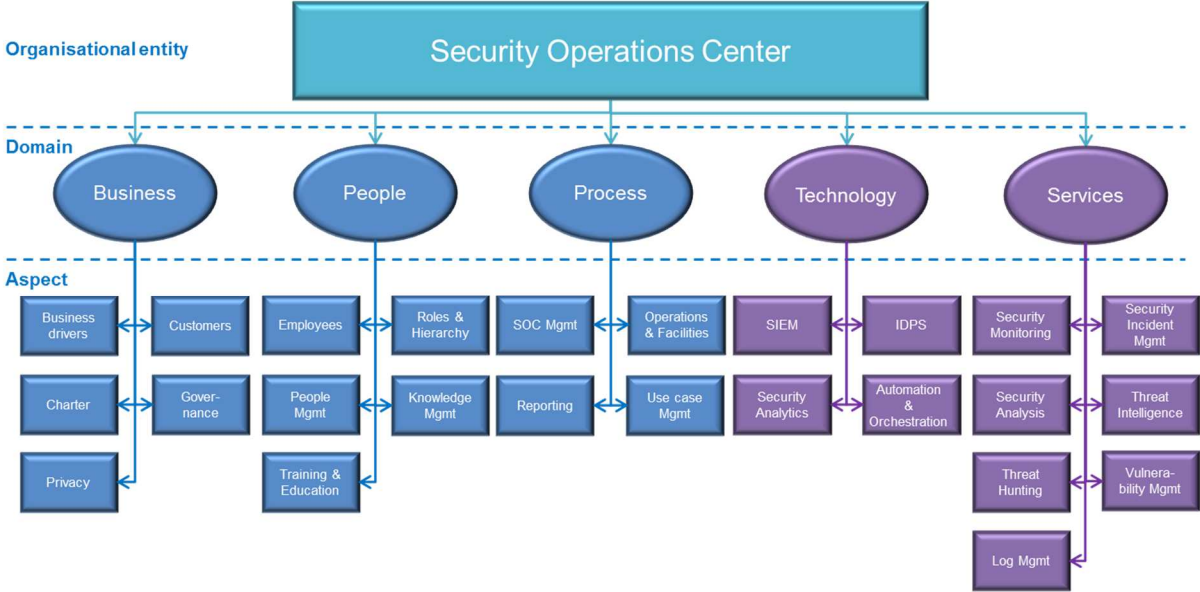 Organisational entity
Security Operations Center
Domain
Business
People
Process
Technology
Services
Aspect
Business
drivers
Customers
Charter
Gover-
nance
Privacy
Employees
Roles &
Hierarchy
People
Mgmt
Knowledge
Mgmt
Training &
Education
SOC Mgmt
Operations
& Facilities
Reporting
Use case
Mgmt
SIEM
IDPS
Security
Analytics
Automation
&
Orchestration
Security
Monitoring
Security
Incident
Mgmt
Security
Analysis
Threat
Intelligence
Threat
Hunting
Vulnera-
bility Mgmt
Log Mgmt